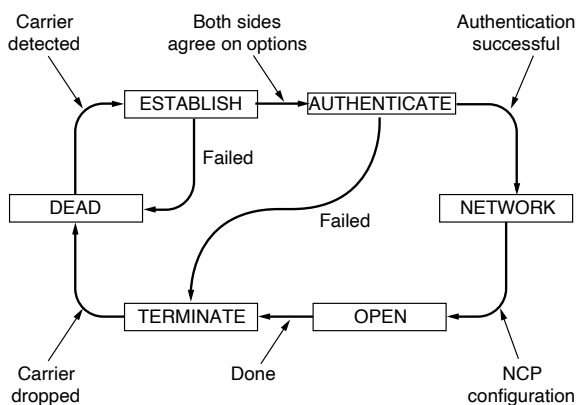 Carrier
detected
Both sides
agree on options
Authentication
successful
ESTABLISH
AUTHENTICATE
Failed
DEAD
Failed
NETWORK
TERMINATE
OPEN
Carrier
dropped
Done
NCP
configuration